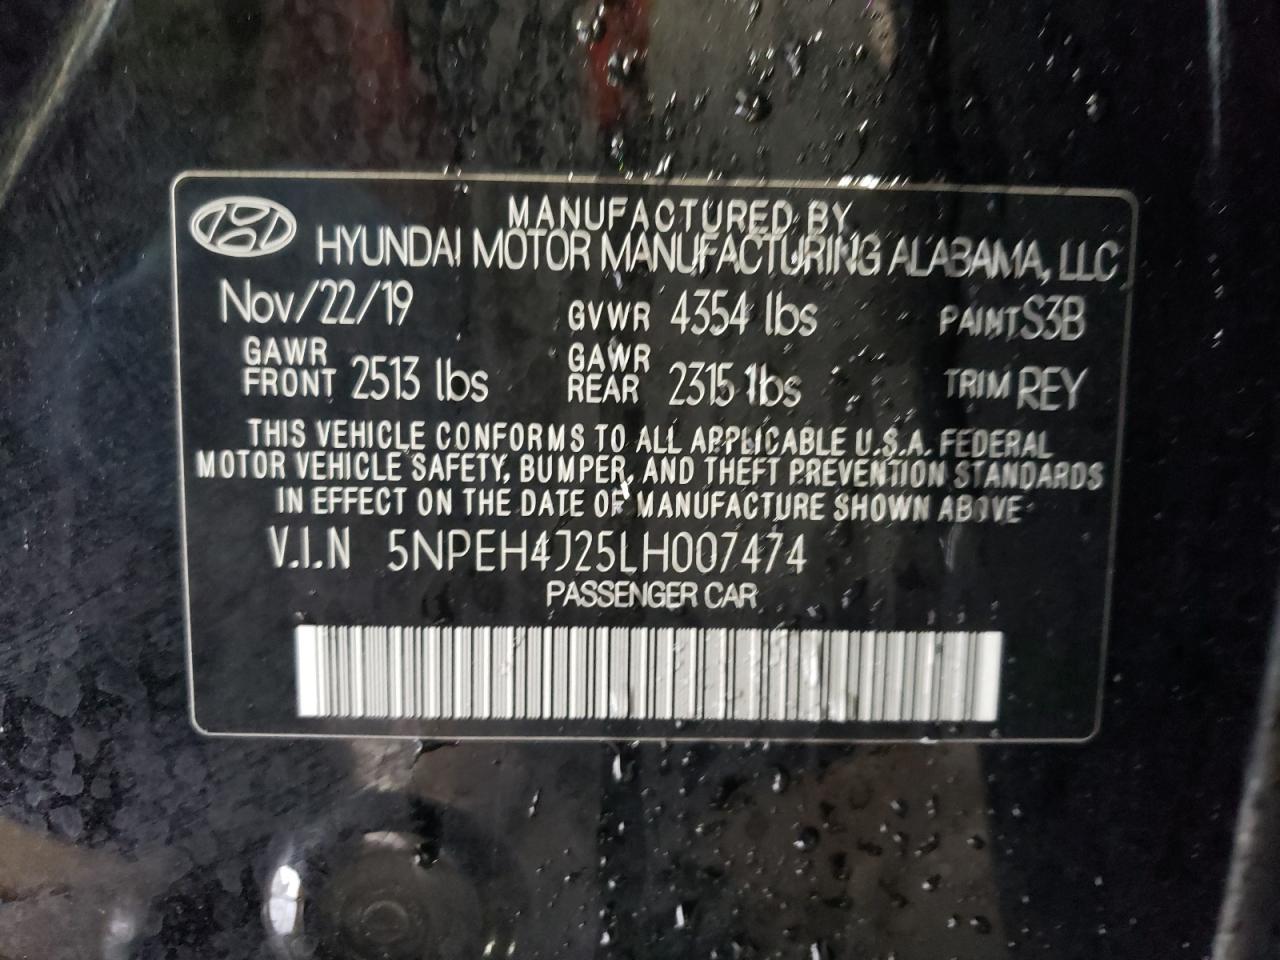 MANUFACTURED BY
HYUNDAI MOTOR MANUFACTURING ALABAMA, LLC
Nov/22/19 GVWR 4354 lbs PAINT S3B
GAWR FRONT 2513 lbs GAWR REAR 2315 lbs TRIM REY
THIS VEHICLE CONFORMS TO ALL APPLICABLE U.S.A. FEDERAL
MOTOR VEHICLE SAFETY, BUMPER, AND THEFT PREVENTION STANDARDS
IN EFFECT ON THE DATE OF MANUFACTURE SHOWN ABOVE
V.I.N 5NPEH4J25LH007474
PASSENGER CAR